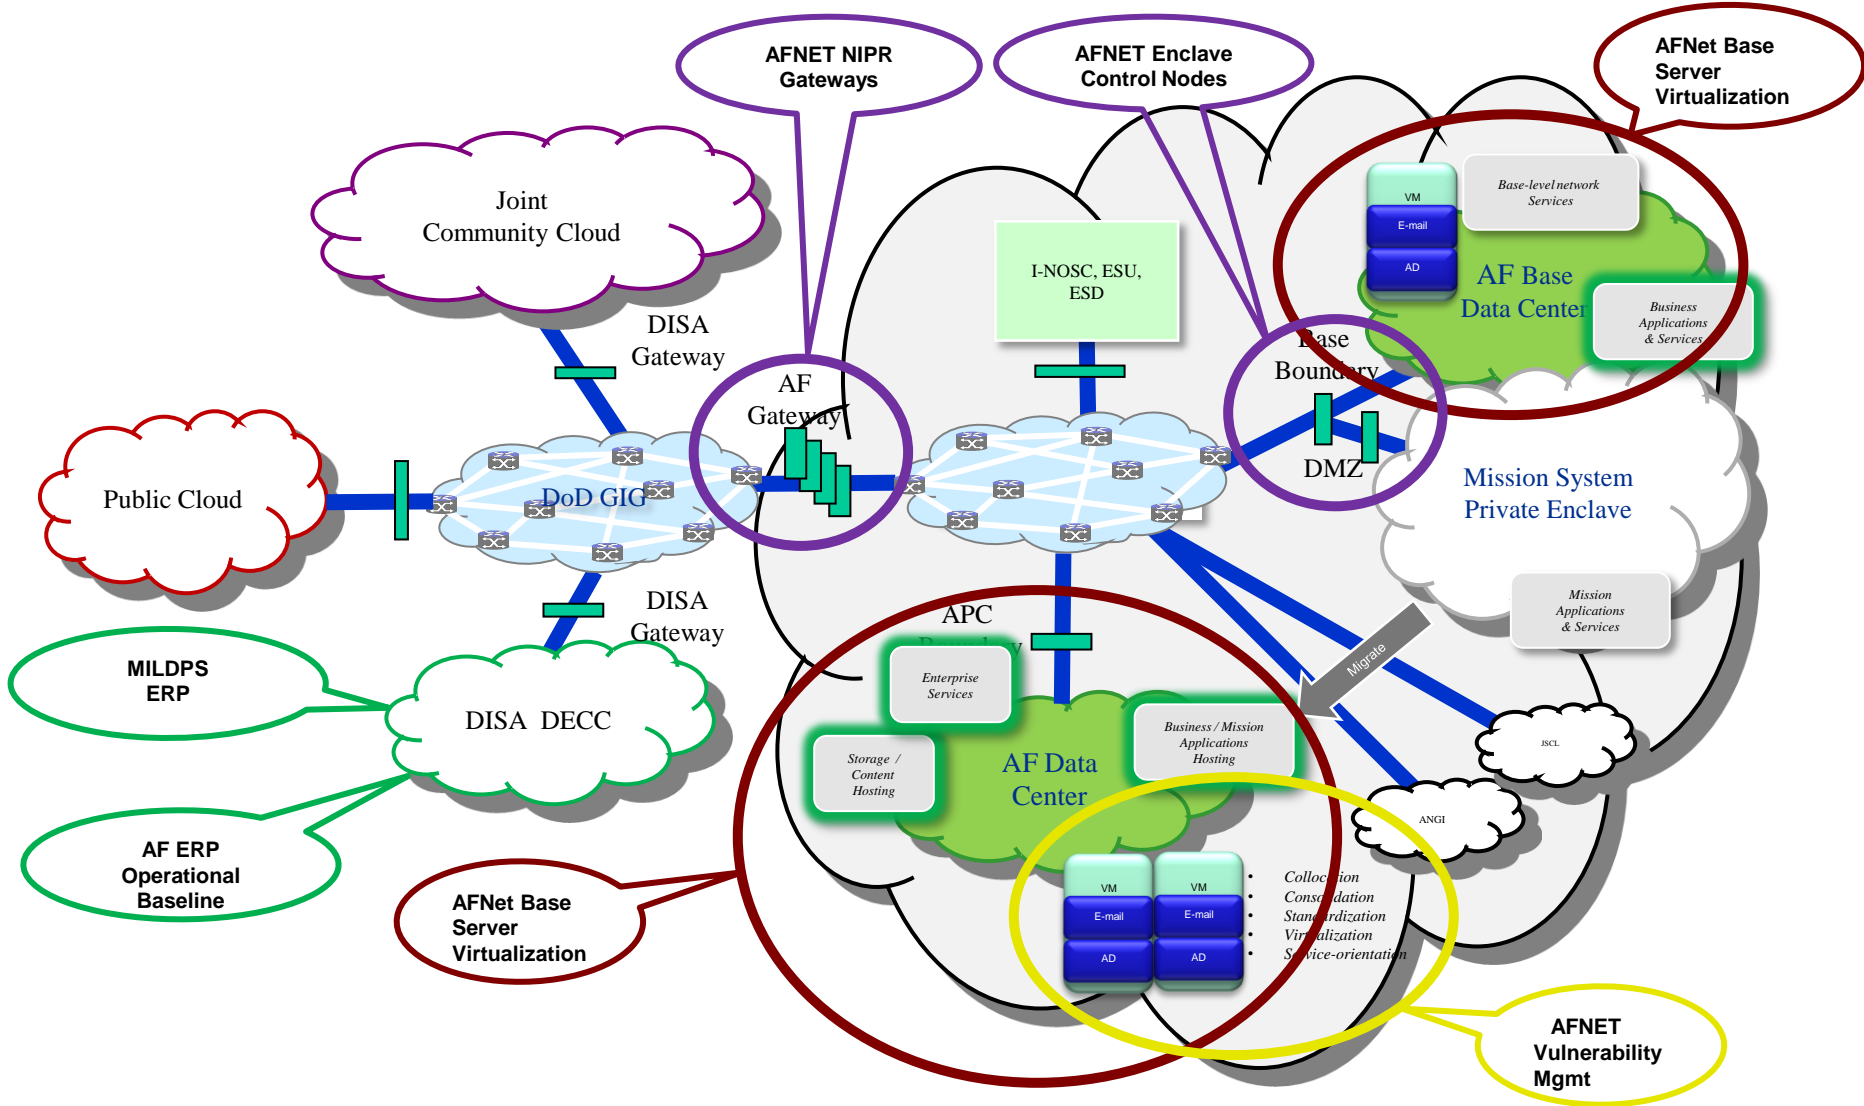 AFNET NIPR
Gateways
AFNET Enclave
Control Nodes
AFNet Base
Server
Virtualization
Joint
Community Cloud
DISA
Gateway
I-NOSC, ESU,
ESD
VM
E-mail
AD
Base-level network
Services
AF Base
Data Center
Business
Applications
& Services
Base
Boundary
DMZ
AF
Gateway
Public Cloud
DoD GIG
Mission System
Private Enclave
Mission
Applications
& Services
DISA
Gateway
MILDPS
ERP
DISA DECC
AF ERP
Operational
Baseline
APC
Boundary
Enterprise
Services
Storage /
Content
Hosting
Business / Mission
Applications
Hosting
Migrate
AF Data
Center
JSCL
ANGI
VM
E-mail
AD
VM
E-mail
AD
• Collocation
• Consolidation
• Standardization
• Virtualization
• Service-orientation
AFNet Base
Server
Virtualization
AFNET
Vulnerability
Mgmt